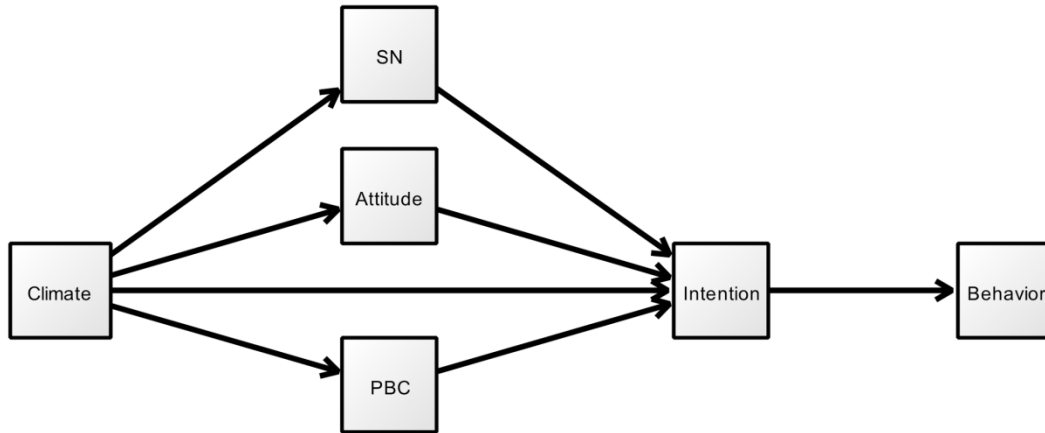 SN
Attitude
Climate
Intention
Behavior
PBC